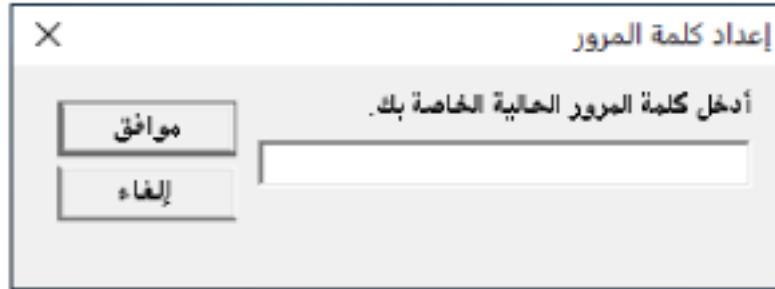 إعداد كلمة المرور
أدخل كلمة المرور الحالية الخاصة بك.
موافق
إلغاء